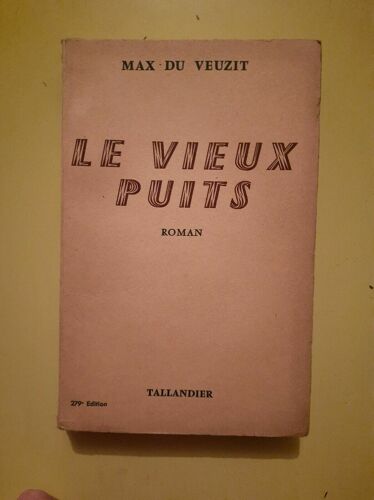 MAX DU VEUZIT
LE VIEUX
PUITS
ROMAN
279e Edition
TALLANDIER